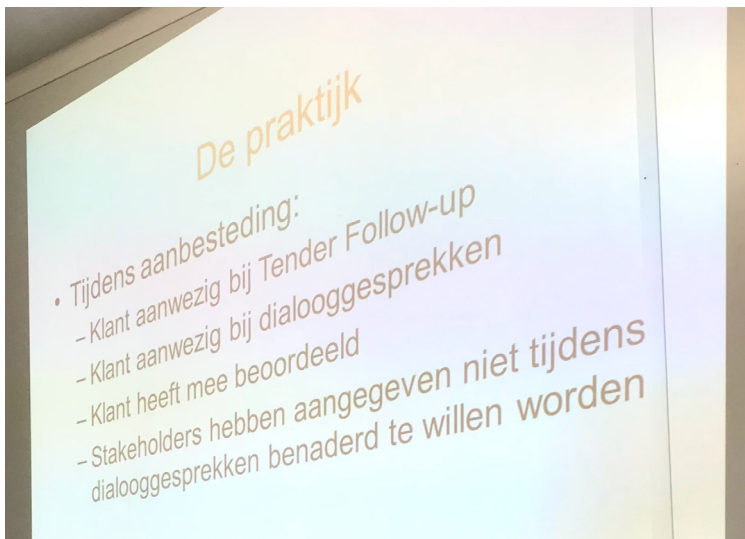 De praktijk
• Tijdens aanbesteding:
– Klant aanwezig bij Tender Follow-up
– Klant aanwezig bij dialooggesprekken
– Klant heeft mee beoordeeld
– Stakeholders hebben aangegeven niet tijdens
dialooggesprekken benaderd te willen worden